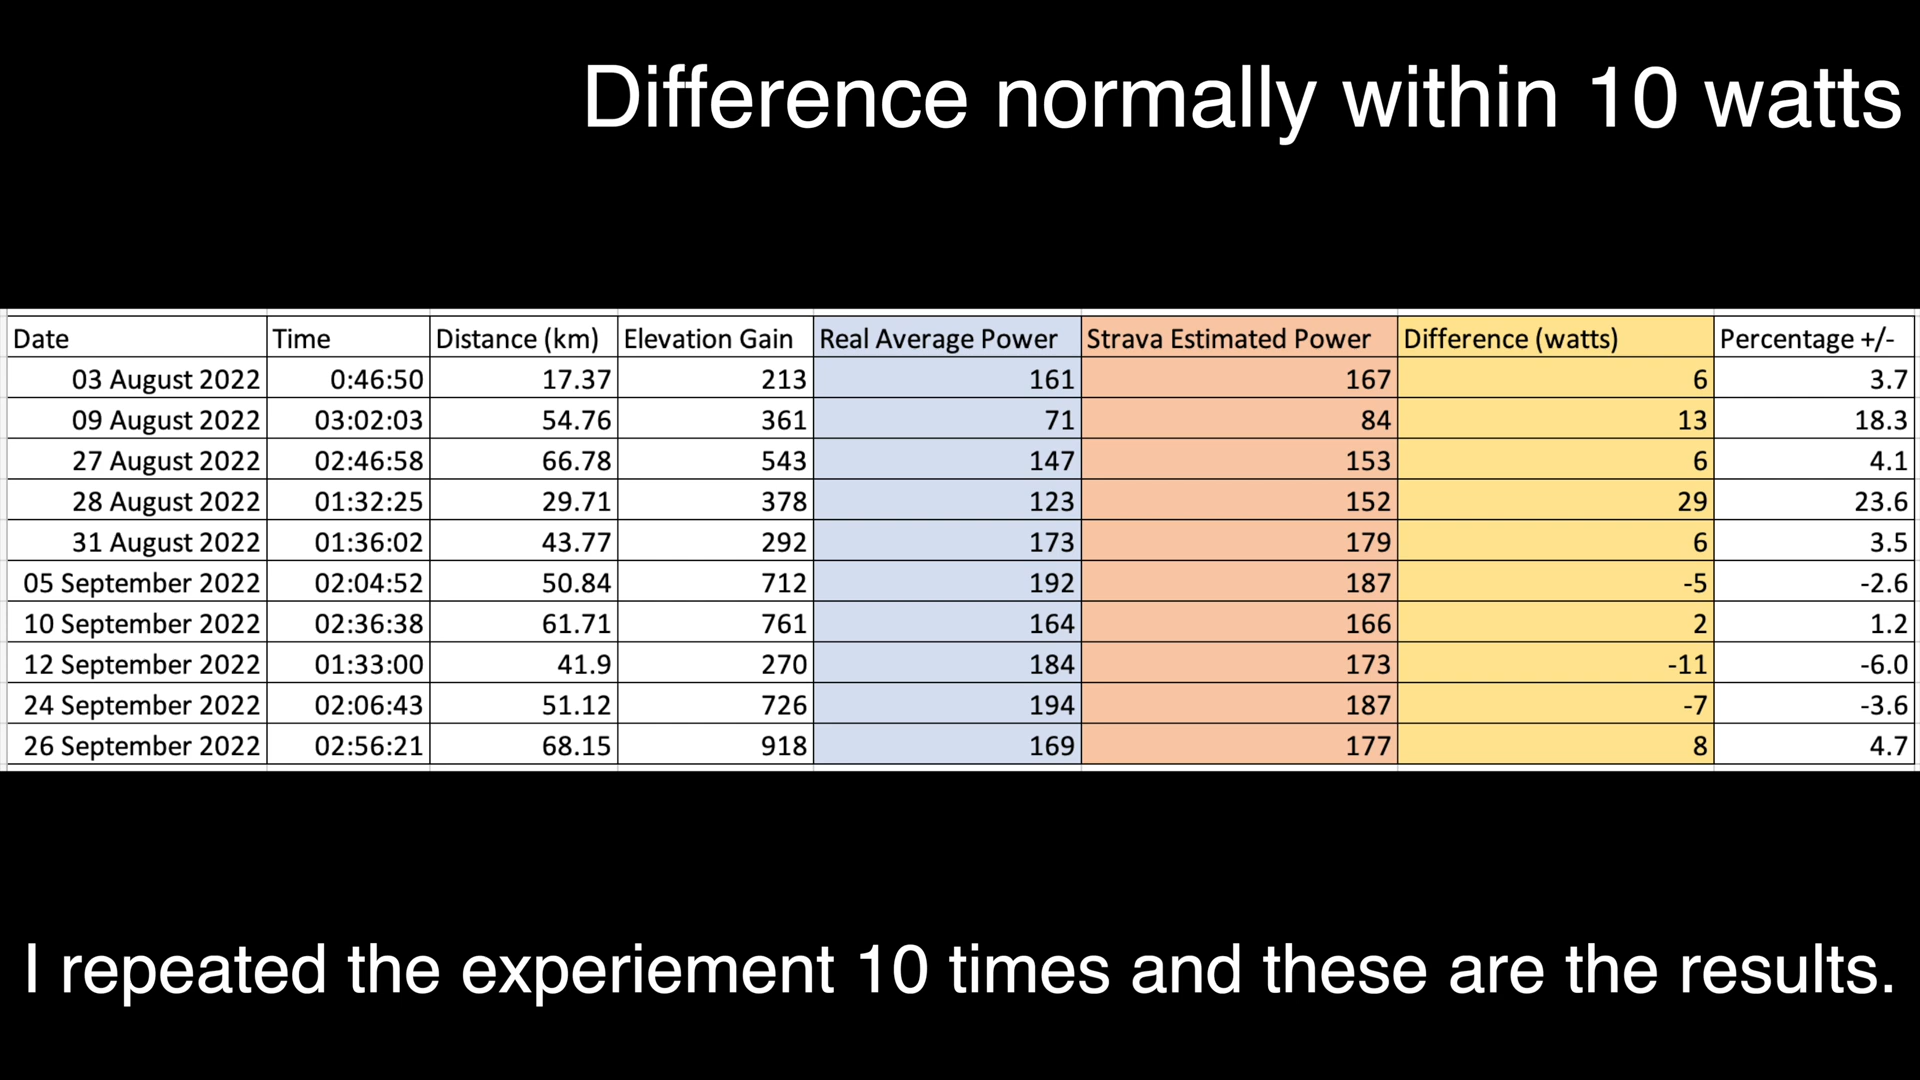 Difference normally within 10 watts
Date Time Distance (km) Elevation Gain Real Average Power Strava Estimated Power Difference (watts) Percentage +/-
03 August 2022 0:46:50 17.37 213 161 167 6 3.7
09 August 2022 03:02:03 54.76 361 71 84 13 18.3
27 August 2022 02:46:58 66.78 543 147 153 6 4.1
28 August 2022 01:32:25 29.71 378 123 152 29 23.6
31 August 2022 01:36:02 43.77 292 173 179 6 3.5
05 September 2022 02:04:52 50.84 712 192 187 -5 -2.6
10 September 2022 02:36:38 61.71 761 164 166 2 1.2
12 September 2022 01:33:00 41.9 270 184 173 -11 -6.0
24 September 2022 02:06:43 51.12 726 194 187 -7 -3.6
26 September 2022 02:56:21 68.15 918 169 177 8 4.7
I repeated the experiement 10 times and these are the results.